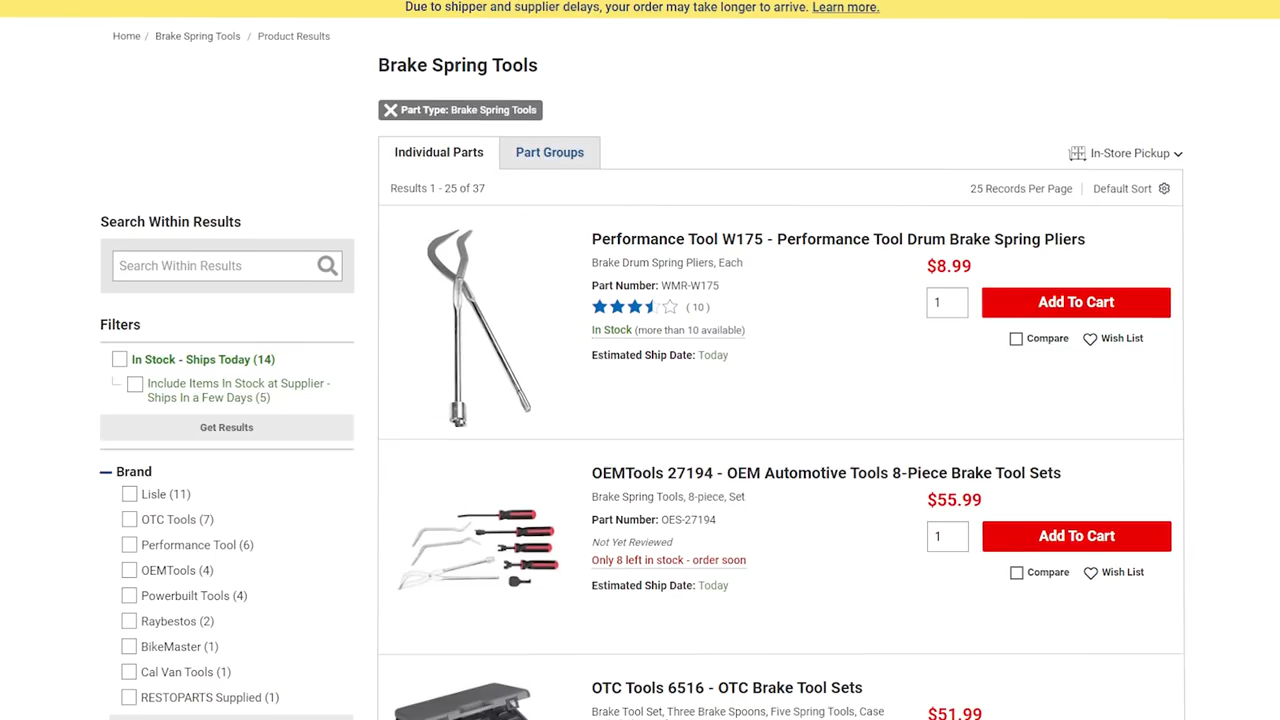 Due to shipper and supplier delays, your order may take longer to arrive. Learn more.
Home / Brake Spring Tools / Product Results
Brake Spring Tools
Part Type: Brake Spring Tools
Individual Parts
Part Groups
In-Store Pickup
Results 1 - 25 of 37
25 Records Per Page
Default Sort
Search Within Results
Search Within Results
Filters
In Stock - Ships Today (14)
Include Items In Stock at Supplier -
Ships In a Few Days (5)
Get Results
Brand
Lisle (11)
OTC Tools (7)
Performance Tool (6)
OEMTools (4)
Powerbuilt Tools (4)
Raybestos (2)
BikeMaster (1)
Cal Van Tools (1)
RESTOPARTS Supplied (1)
Performance Tool W175 - Performance Tool Drum Brake Spring Pliers
Brake Drum Spring Pliers, Each
Part Number: WMR-W175
( 10 )
In Stock (more than 10 available)
Estimated Ship Date: Today
$8.99
1
Add To Cart
Compare
Wish List
OEMTools 27194 - OEM Automotive Tools 8-Piece Brake Tool Sets
Brake Spring Tools, 8-piece, Set
Part Number: OES-27194
Not Yet Reviewed
Only 8 left in stock - order soon
Estimated Ship Date: Today
$55.99
1
Add To Cart
Compare
Wish List
OTC Tools 6516 - OTC Brake Tool Sets
Brake Tool Set, Three Brake Spoons, Five Spring Tools, Case
$51.99